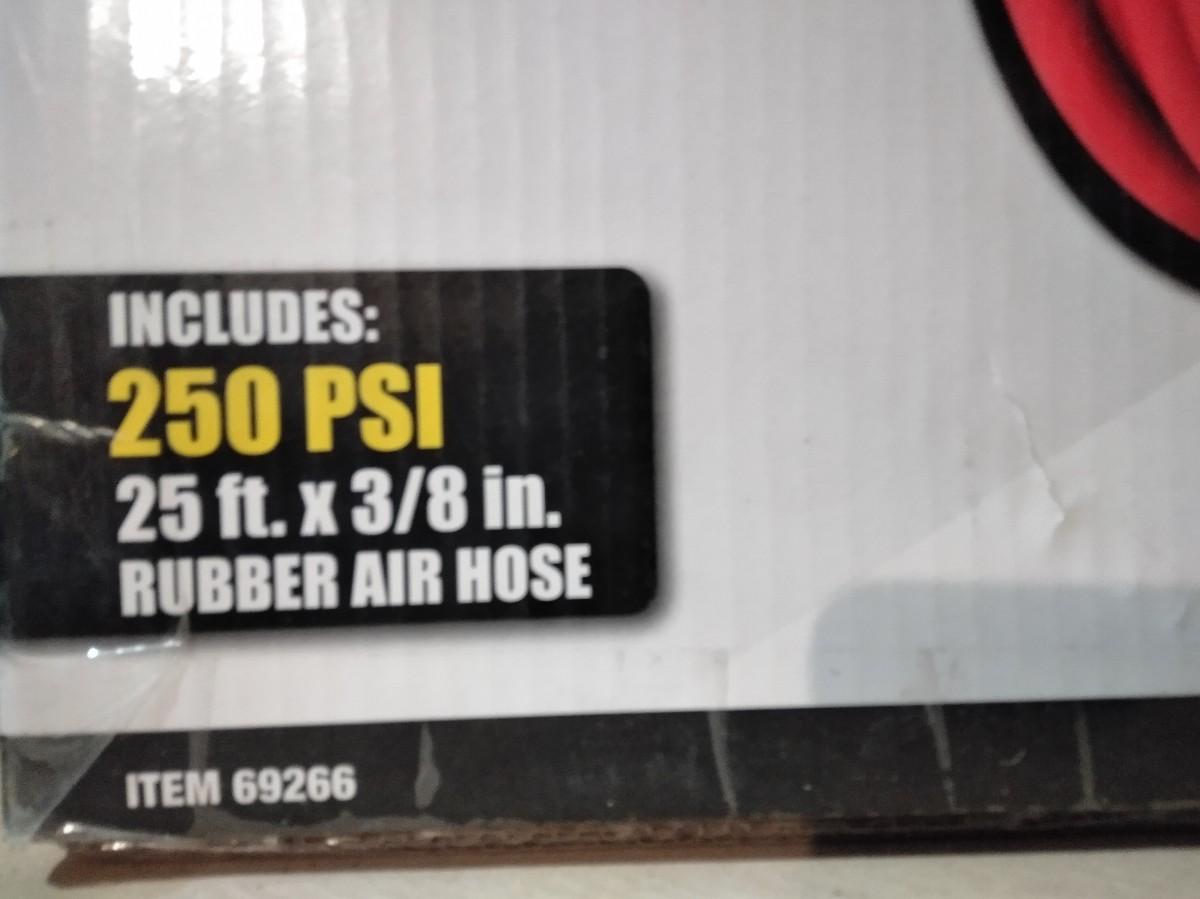 INCLUDES:
250 PSI
25 ft. x 3/8 in.
RUBBER AIR HOSE
ITEM 69266